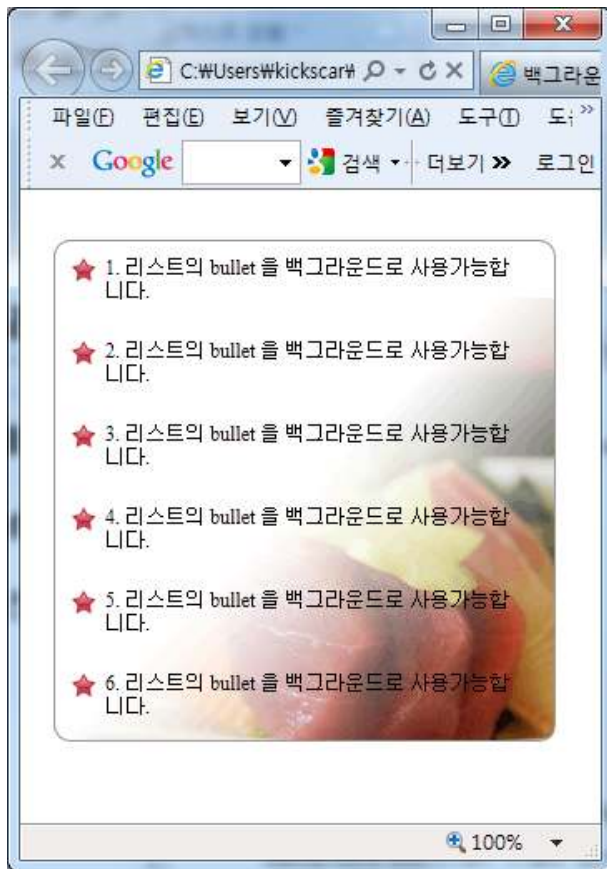 C:₩Users₩kickscar₩
백그라운
파일(F) 편집(E) 보기(V) 즐겨찾기(A) 도구(T)
x Google 검색 더보기 » 로그인
1. 리스트의 bullet 을 백그라운드로 사용가능합
니다.
2. 리스트의 bullet 을 백그라운드로 사용가능합
니다.
3. 리스트의 bullet 을 백그라운드로 사용가능합
니다.
4. 리스트의 bullet 을 백그라운드로 사용가능합
니다.
5. 리스트의 bullet 을 백그라운드로 사용가능합
니다.
6. 리스트의 bullet 을 백그라운드로 사용가능합
니다.
100%